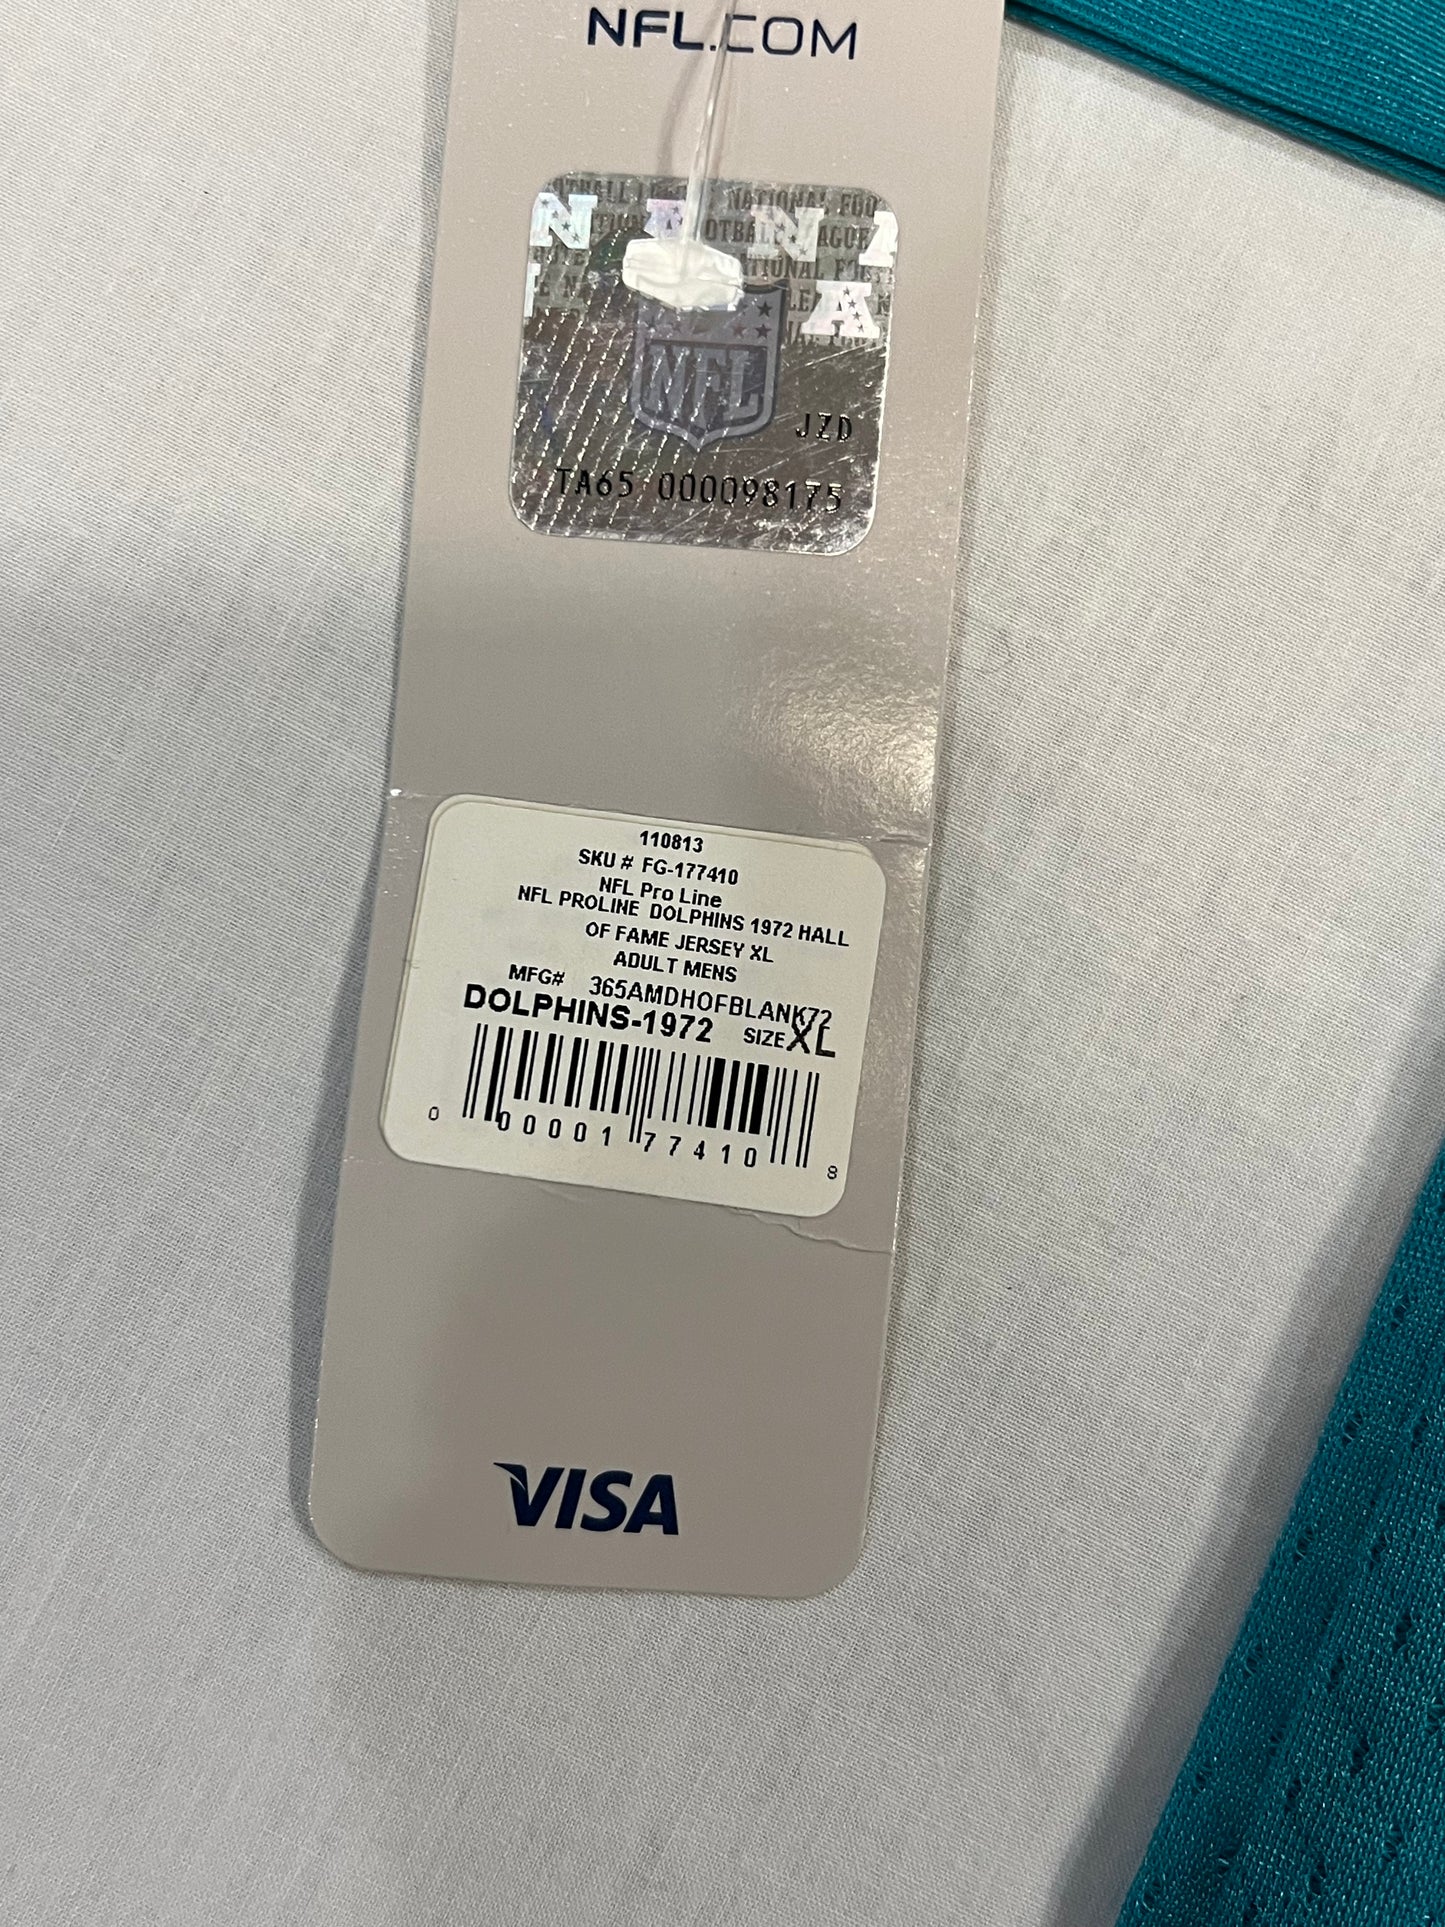 NFL.COM
NFL
JZD
TA65 000098175
110813
SKU # FG-177410
NFL Pro Line
NFL PROLINE DOLPHINS 1972 HALL
OF FAME JERSEY XL
ADULT MENS
MFG# 365AMDHOFBLANK72
DOLPHINS-1972 SIZE XL
0 00001 77410 8
VISA